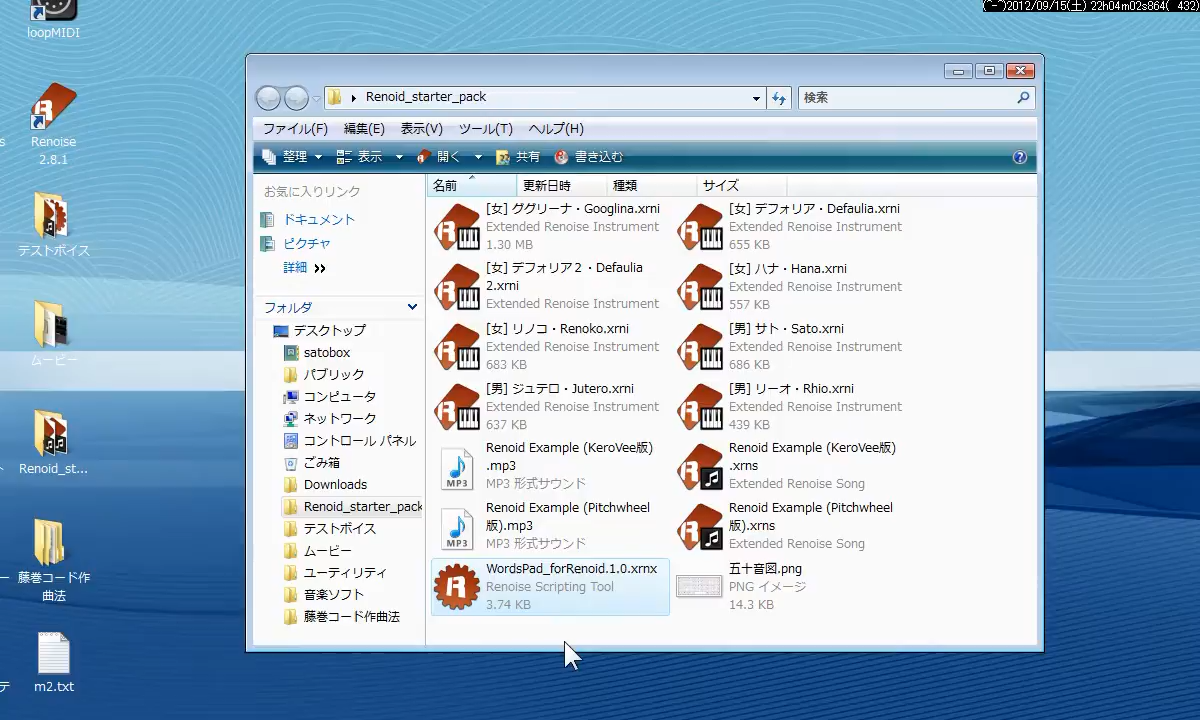 (^-^)2012/09/15(土) 22h04m02s864( 432)
loopMIDI
Renoise
2.8.1
テストボイス
ムービー
Renoid_st...
藤巻コード作
曲法
m2.txt
Renoid_starter_pack
検索
ファイル(F) 編集(E) 表示(V) ツール(T) ヘルプ(H)
整理 表示 開く 共有 書き込む
お気に入りリンク
ドキュメント
ピクチャ
詳細
フォルダ
デスクトップ
satobox
パブリック
コンピュータ
ネットワーク
コントロール パネル
ごみ箱
Downloads
Renoid_starter_pack
テストボイス
ムービー
ユーティリティ
音楽ソフト
藤巻コード作曲法
名前 更新日時 種類 サイズ
[女] ググリーナ・Googlina.xrni
Extended Renoise Instrument
1.30 MB
[女] デフォリア・Defaulia.xrni
Extended Renoise Instrument
655 KB
[女] デフォリア２・Defaulia
2.xrni
Extended Renoise Instrument
[女] ハナ・Hana.xrni
Extended Renoise Instrument
557 KB
[女] リノコ・Renoko.xrni
Extended Renoise Instrument
683 KB
[男] サト・Sato.xrni
Extended Renoise Instrument
686 KB
[男] ジュテロ・Jutero.xrni
Extended Renoise Instrument
637 KB
[男] リーオ・Rhio.xrni
Extended Renoise Instrument
439 KB
Renoid Example (KeroVee版)
.mp3
MP3 形式サウンド
Renoid Example (KeroVee版)
.xrns
Extended Renoise Song
Renoid Example (Pitchwheel
版).mp3
MP3 形式サウンド
Renoid Example (Pitchwheel
版).xrns
Extended Renoise Song
WordsPad_forRenoid.1.0.xrnx
Renoise Scripting Tool
3.74 KB
五十音図.png
PNG イメージ
14.3 KB
MP3
MP3